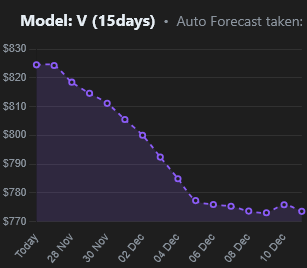 Model: V (15days) • Auto Forecast taken:
$830
$820
$810
$800
$790
$780
$770
Today
28 Nov
30 Nov
02 Dec
04 Dec
06 Dec
08 Dec
10 Dec